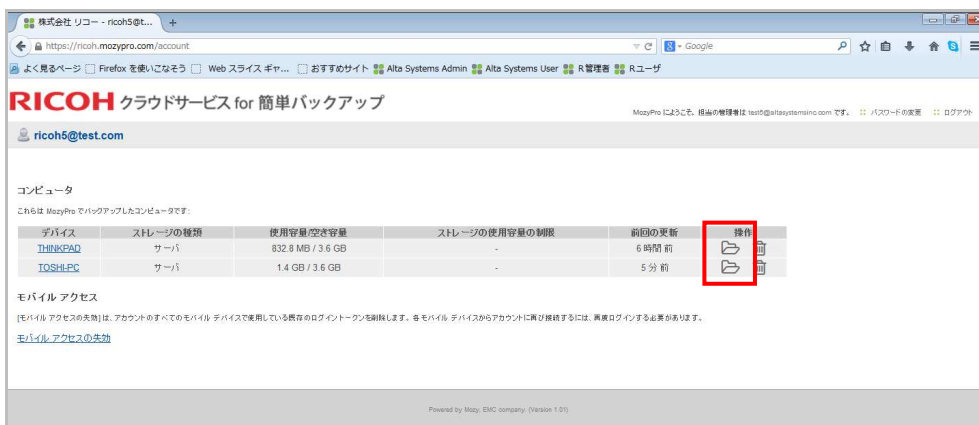 株式会社 リコー - ricoh5@t... +
https://ricoh.mozypro.com/account Google
よく見るページ Firefox を使いこなそう Web スライス ギャ... おすすめサイト Alta Systems Admin Alta Systems User R管理者 Rユーザ
RICOH クラウドサービス for 簡単バックアップ
MozyPro にようこそ。 担当の管理者は test5@altasystemsinc.com です。 パスワードの変更 ログアウト
ricoh5@test.com
コンピュータ
これらは MozyPro でバックアップしたコンピュータです:
デバイス ストレージの種類 使用容量/空き容量 ストレージの使用容量の制限 前回の更新 操作
THINKPAD サーバ 832.8 MB / 3.6 GB - 6 時間 前
TOSHI-PC サーバ 1.4 GB / 3.6 GB - 5 分 前
モバイル アクセス
[モバイル アクセスの失効] は、アカウントのすべてのモバイル デバイスで使用している既存のログイントークンを削除します。各モバイル デバイスからアカウントに再び接続するには、再度ログインする必要があります。
モバイル アクセスの失効
Powered by Mozy. EMC company. (Version 1.01)